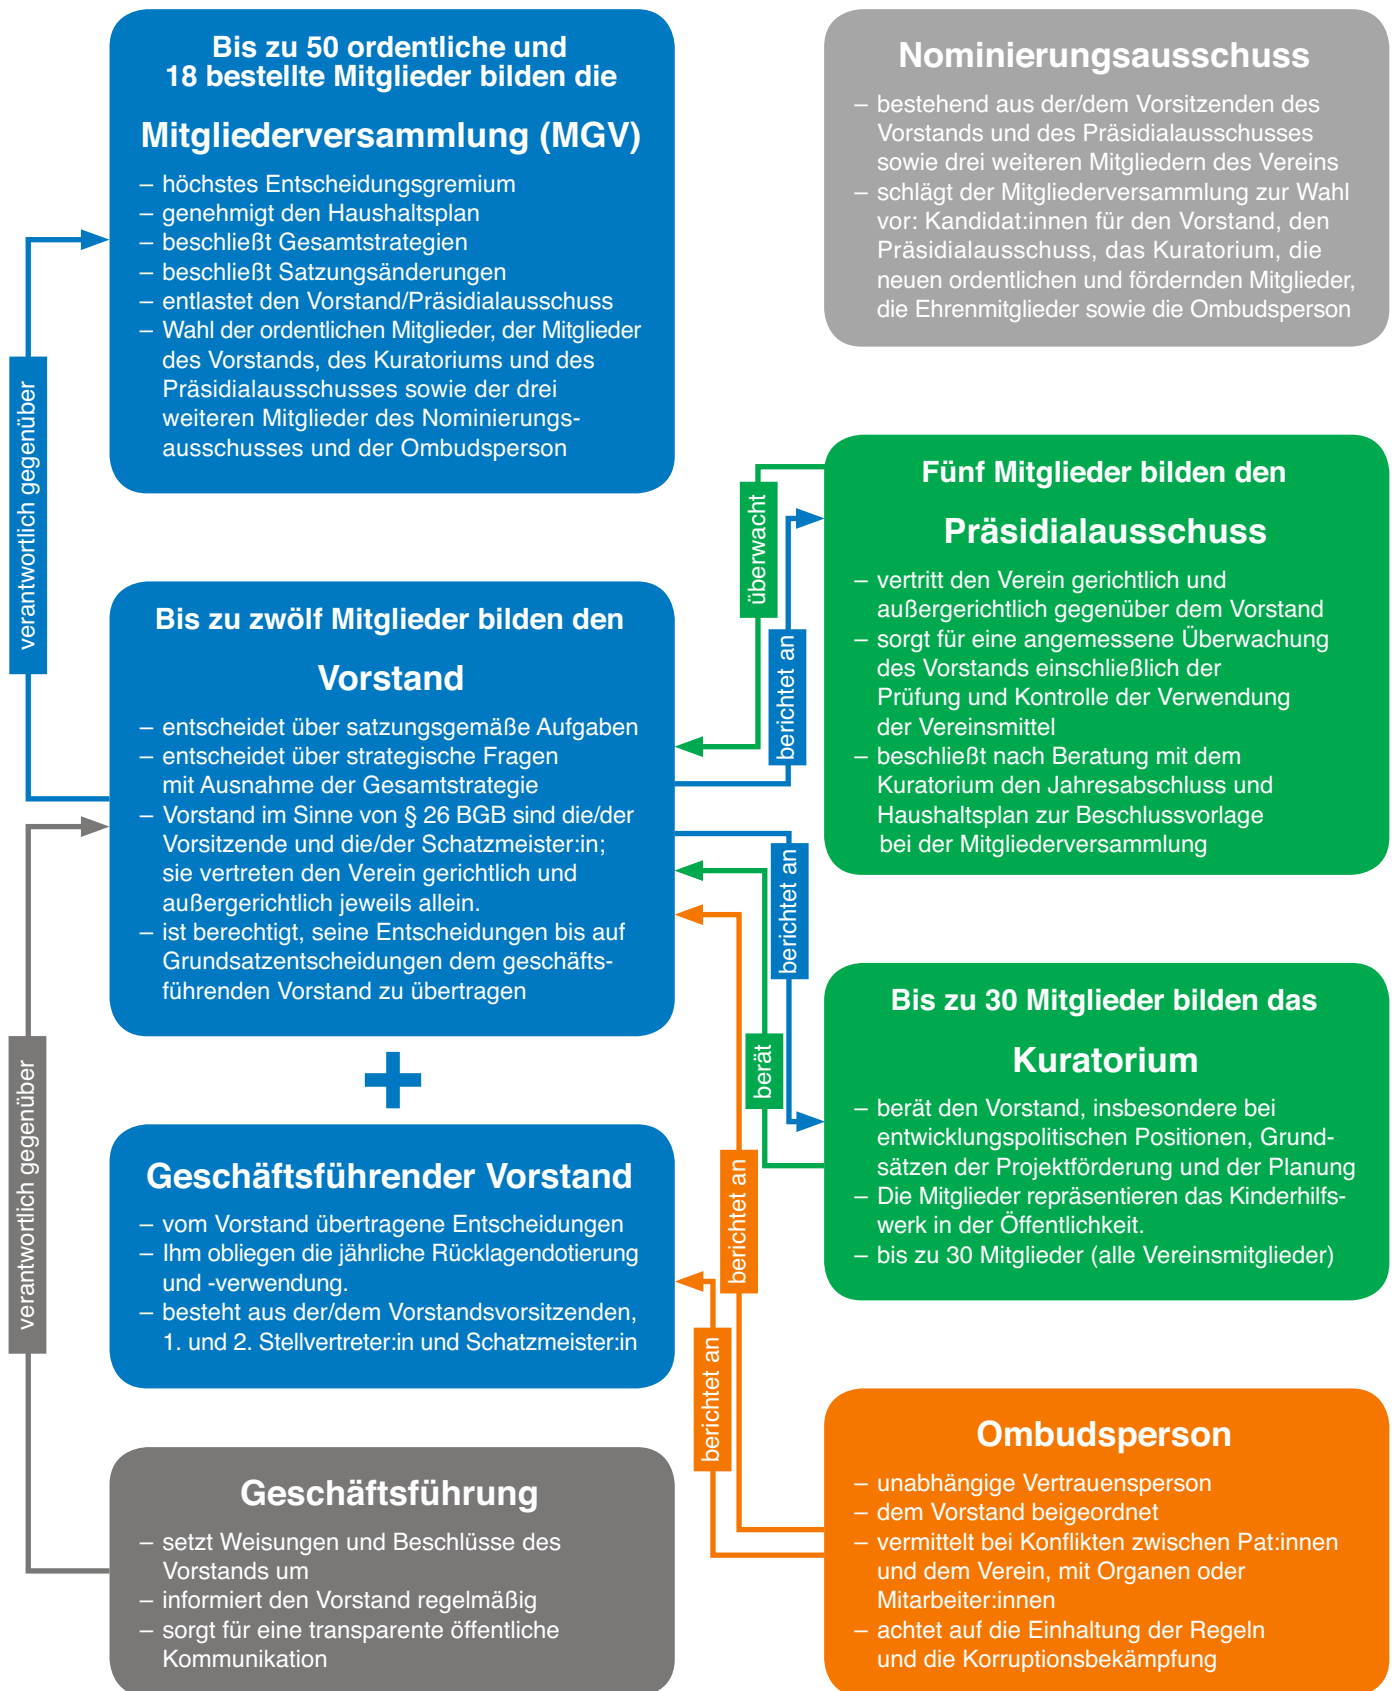 Bis zu 50 ordentliche und
18 bestellte Mitglieder bilden die
Mitgliederversammlung (MGV)
– höchstes Entscheidungsgremium
– genehmigt den Haushaltsplan
– beschließt Gesamtstrategien
– beschließt Satzungsänderungen
– entlastet den Vorstand/Präsidialausschuss
– Wahl der ordentlichen Mitglieder, der Mitglieder
des Vorstands, des Kuratoriums und des
Präsidialausschusses sowie der drei
weiteren Mitglieder des Nominierungs-
ausschusses und der Ombudsperson
Nominierungsausschuss
– bestehend aus der/dem Vorsitzenden des
Vorstands und des Präsidialausschusses
sowie drei weiteren Mitgliedern des Vereins
– schlägt der Mitgliederversammlung zur Wahl
vor: Kandidat:innen für den Vorstand, den
Präsidialausschuss, das Kuratorium, die
neuen ordentlichen und fördernden Mitglieder,
die Ehrenmitglieder sowie die Ombudsperson
verantwortlich gegenüber
überwacht
berichtet an
Fünf Mitglieder bilden den
Präsidialausschuss
– vertritt den Verein gerichtlich und
außergerichtlich gegenüber dem Vorstand
– sorgt für eine angemessene Überwachung
des Vorstands einschließlich der
Prüfung und Kontrolle der Verwendung
der Vereinsmittel
– beschließt nach Beratung mit dem
Kuratorium den Jahresabschluss und
Haushaltsplan zur Beschlussvorlage
bei der Mitgliederversammlung
Bis zu zwölf Mitglieder bilden den
Vorstand
– entscheidet über satzungsgemäße Aufgaben
– entscheidet über strategische Fragen
mit Ausnahme der Gesamtstrategie
– Vorstand im Sinne von § 26 BGB sind die/der
Vorsitzende und die/der Schatzmeister:in;
sie vertreten den Verein gerichtlich und
außergerichtlich jeweils allein.
– ist berechtigt, seine Entscheidungen bis auf
Grundsatzentscheidungen dem geschäfts-
führenden Vorstand zu übertragen
berichtet an
berät
Bis zu 30 Mitglieder bilden das
Kuratorium
– berät den Vorstand, insbesondere bei
entwicklungspolitischen Positionen, Grund-
sätzen der Projektförderung und der Planung
– Die Mitglieder repräsentieren das Kinderhilfs-
werk in der Öffentlichkeit.
– bis zu 30 Mitglieder (alle Vereinsmitglieder)
verantwortlich gegenüber
+
Geschäftsführender Vorstand
– vom Vorstand übertragene Entscheidungen
– Ihm obliegen die jährliche Rücklagendotierung
und -verwendung.
– besteht aus der/dem Vorstandsvorsitzenden,
1. und 2. Stellvertreter:in und Schatzmeister:in
berichtet an
berichtet an
Geschäftsführung
– setzt Weisungen und Beschlüsse des
Vorstands um
– informiert den Vorstand regelmäßig
– sorgt für eine transparente öffentliche
Kommunikation
Ombudsperson
– unabhängige Vertrauensperson
– dem Vorstand beigeordnet
– vermittelt bei Konflikten zwischen Pat:innen
und dem Verein, mit Organen oder
Mitarbeiter:innen
– achtet auf die Einhaltung der Regeln
und die Korruptionsbekämpfung